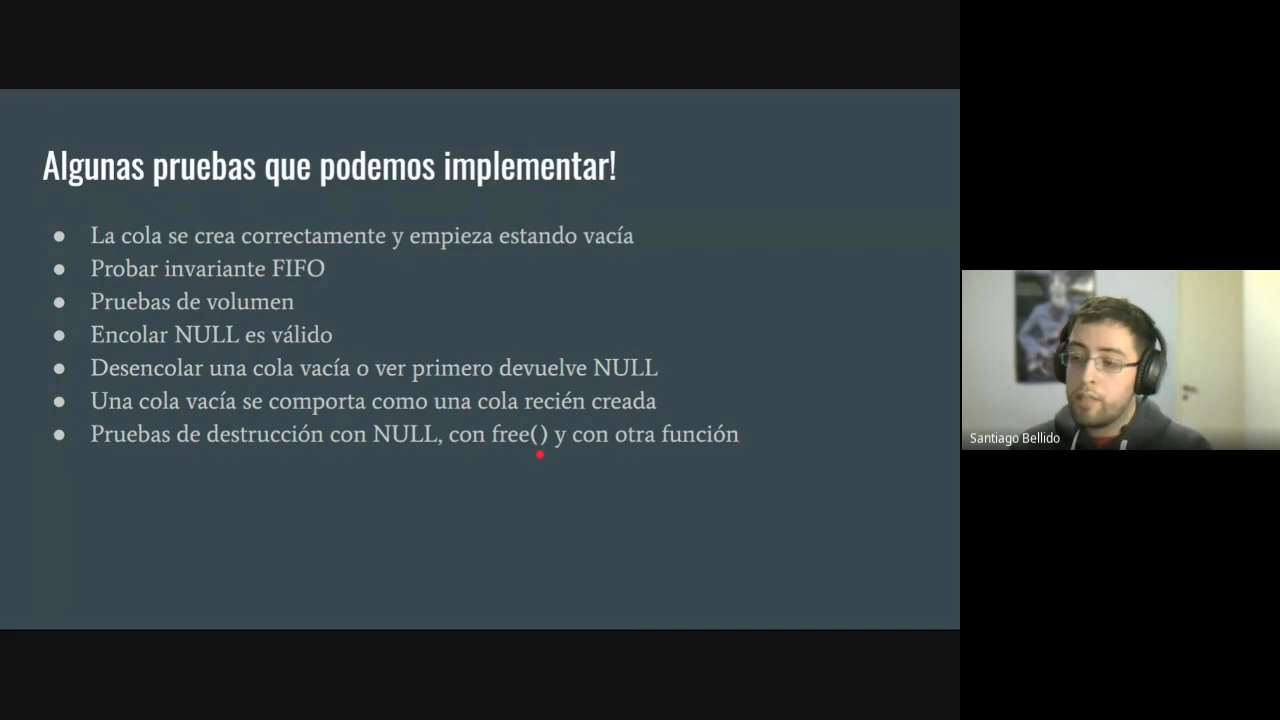 Algunas pruebas que podemos implementar!
● La cola se crea correctamente y empieza estando vacía
● Probar invariante FIFO
● Pruebas de volumen
● Encolar NULL es válido
● Desencolar una cola vacía o ver primero devuelve NULL
● Una cola vacía se comporta como una cola recién creada
● Pruebas de destrucción con NULL, con free() y con otra función
Santiago Bellido